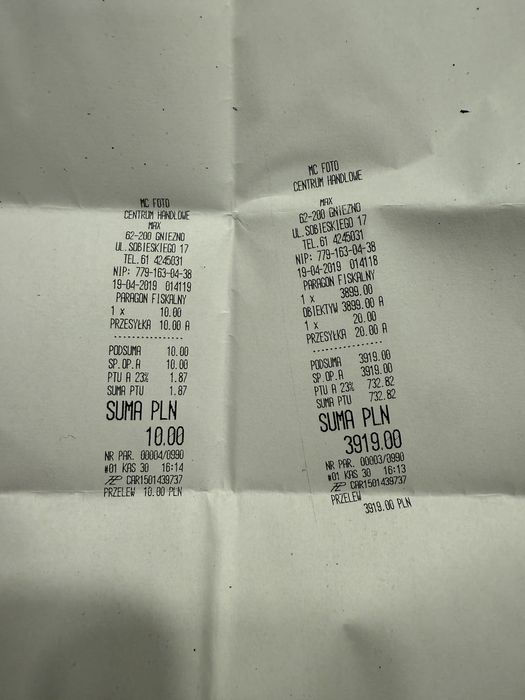 MC FOTO
CENTRUM HANDLOWE
MAX
62-200 GNIEZNO
UL.SOBIESKIEGO 17
TEL.61 4245031
NIP: 779-163-04-38
19-04-2019 014119
PARAGON FISKALNY
1 x 10.00
PRZESYŁKA 10.00 A
PODSUMA 10.00
SP.OP.A 10.00
PTU A 23% 1.87
SUMA PTU 1.87
SUMA PLN
10.00
NR PAR. 00004/0990
#01 KAS 30 16:14
CAR1501439737
PRZELEW 10.00 PLN
MC FOTO
CENTRUM HANDLOWE
MAX
62-200 GNIEZNO
UL.SOBIESKIEGO 17
TEL.61 4245031
NIP: 779-163-04-38
19-04-2019 014118
PARAGON FISKALNY
1 x 3899.00
OBIEKTYW 3899.00 A
1 x 20.00
PRZESYŁKA 20.00 A
PODSUMA 3919.00
SP.OP.A 3919.00
PTU A 23% 732.82
SUMA PTU 732.82
SUMA PLN
3919.00
NR PAR. 00003/0990
#01 KAS 30 16:13
CAR1501439737
PRZELEW
3919.00 PLN